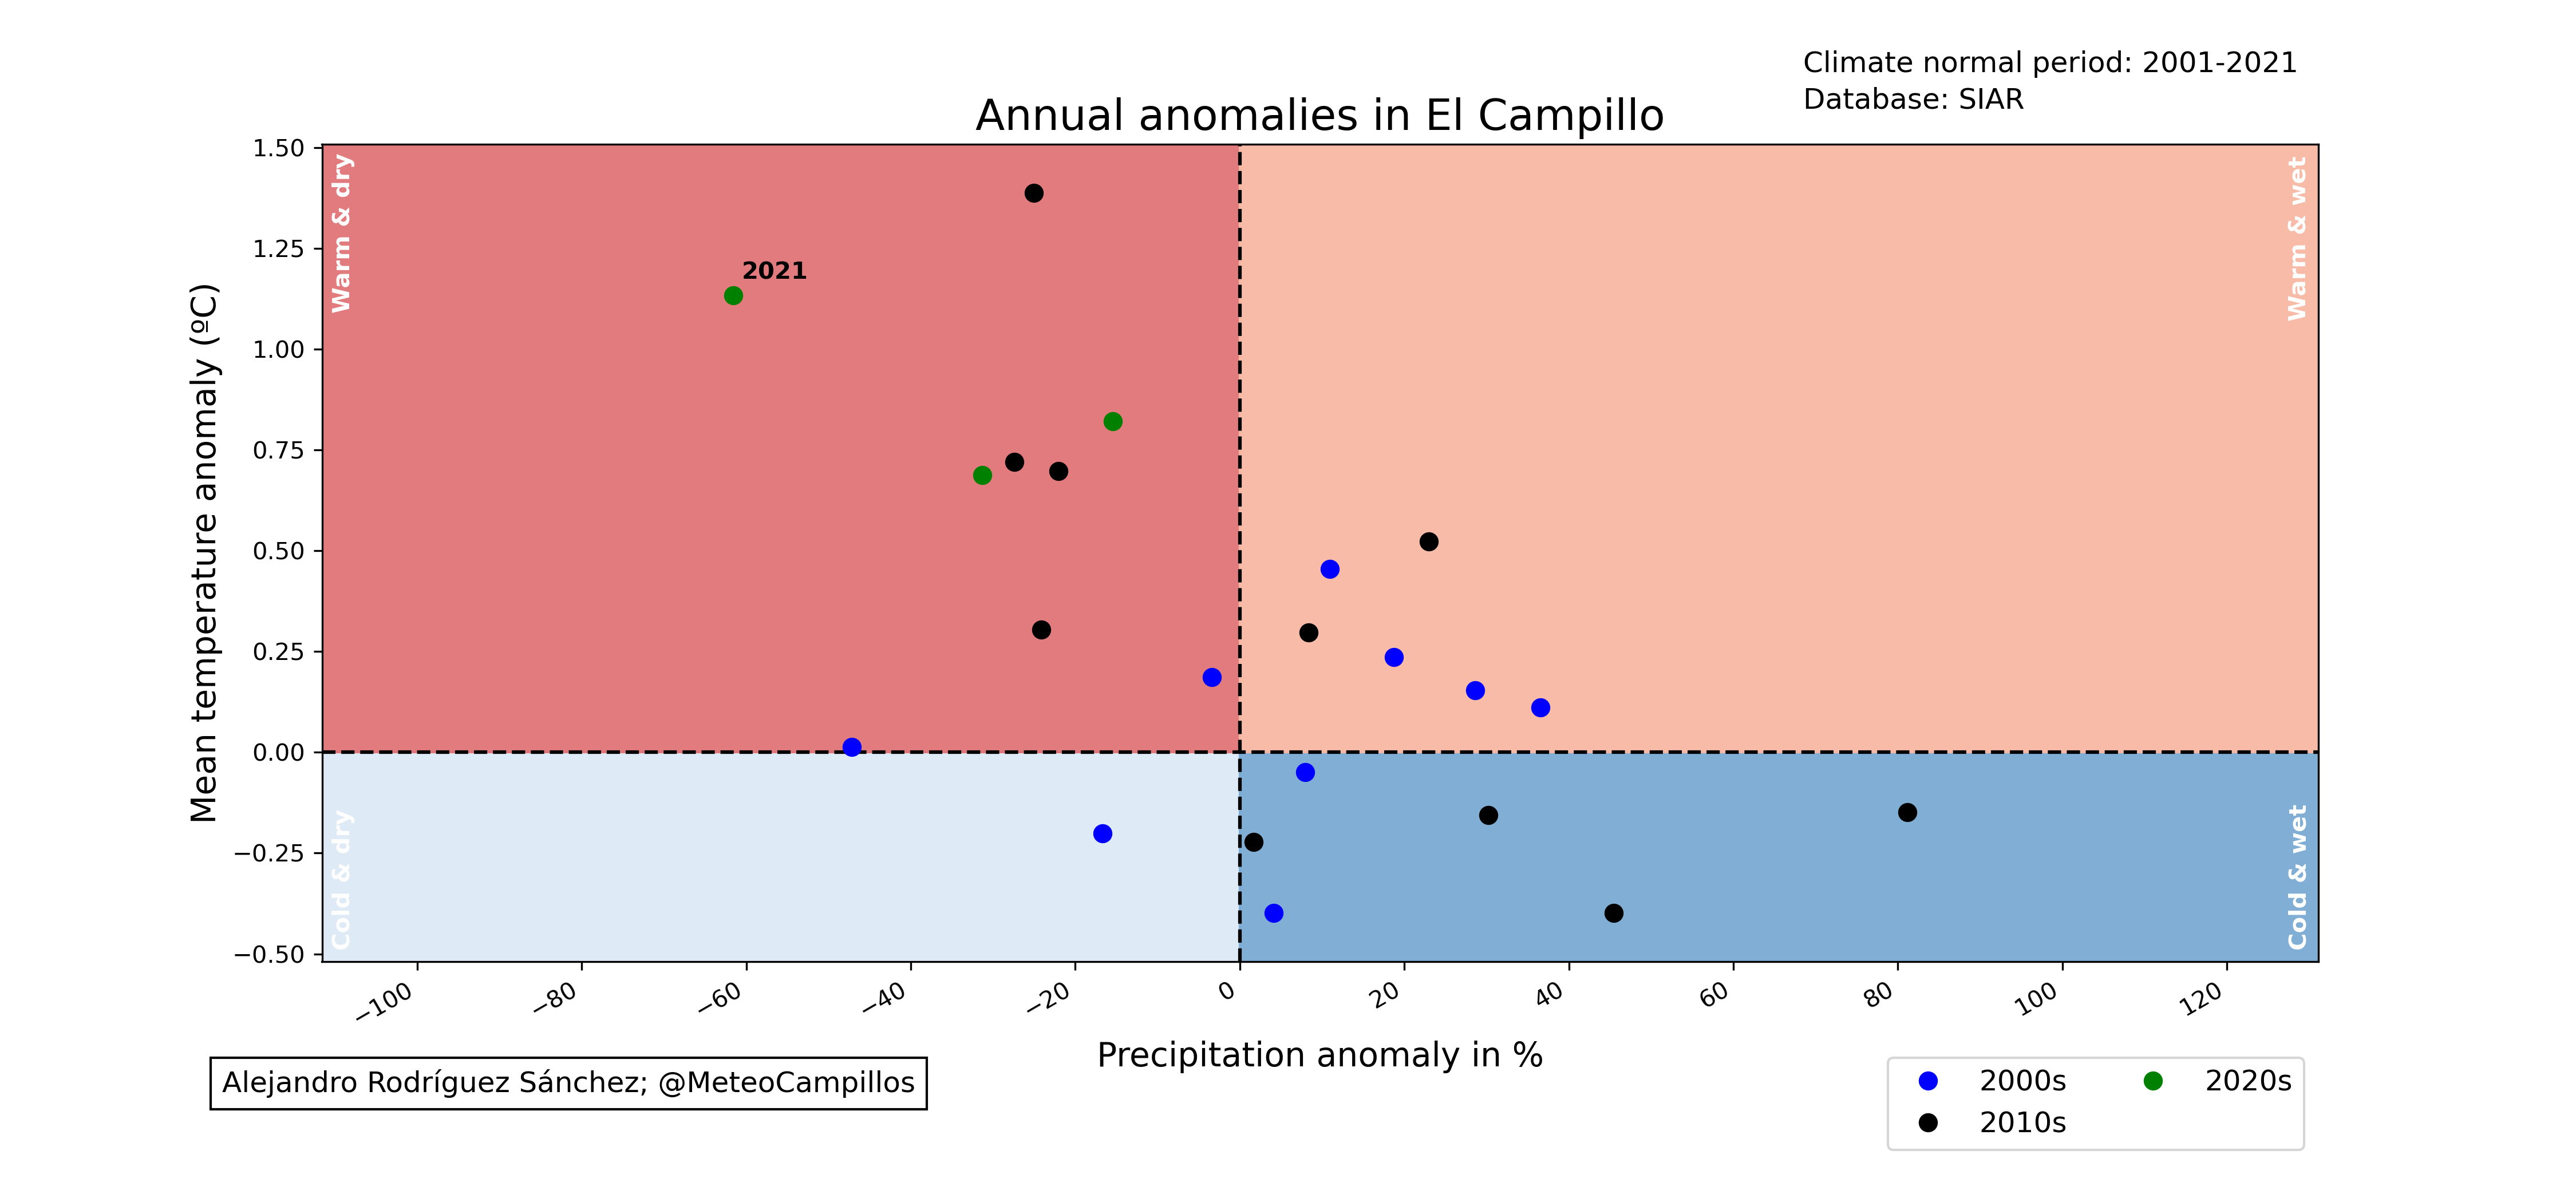 Climate normal period: 2001-2021
Database: SIAR
Annual anomalies in El Campillo
Mean temperature anomaly (ºC)
1.50
1.25
1.00
0.75
0.50
0.25
0.00
−0.25
−0.50
Warm & dry
Warm & wet
2021
Cold & dry
Cold & wet
−100 −80 −60 −40 −20 0 20 40 60 80 100 120
Precipitation anomaly in %
Alejandro Rodríguez Sánchez; @MeteoCampillos
2000s 2020s
2010s